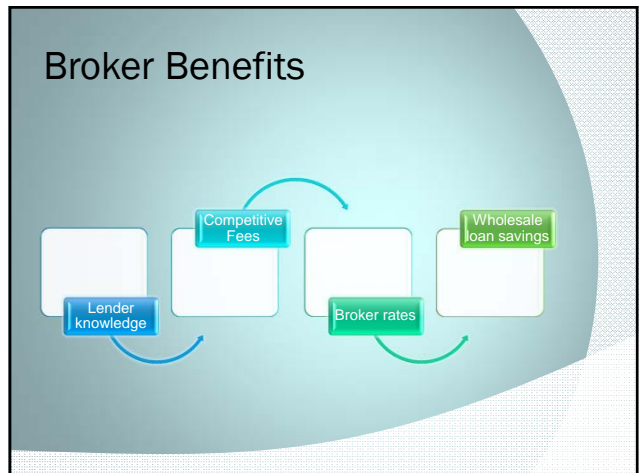 Broker Benefits
Lender
knowledge
Competitive
Fees
Broker rates
Wholesale
loan savings